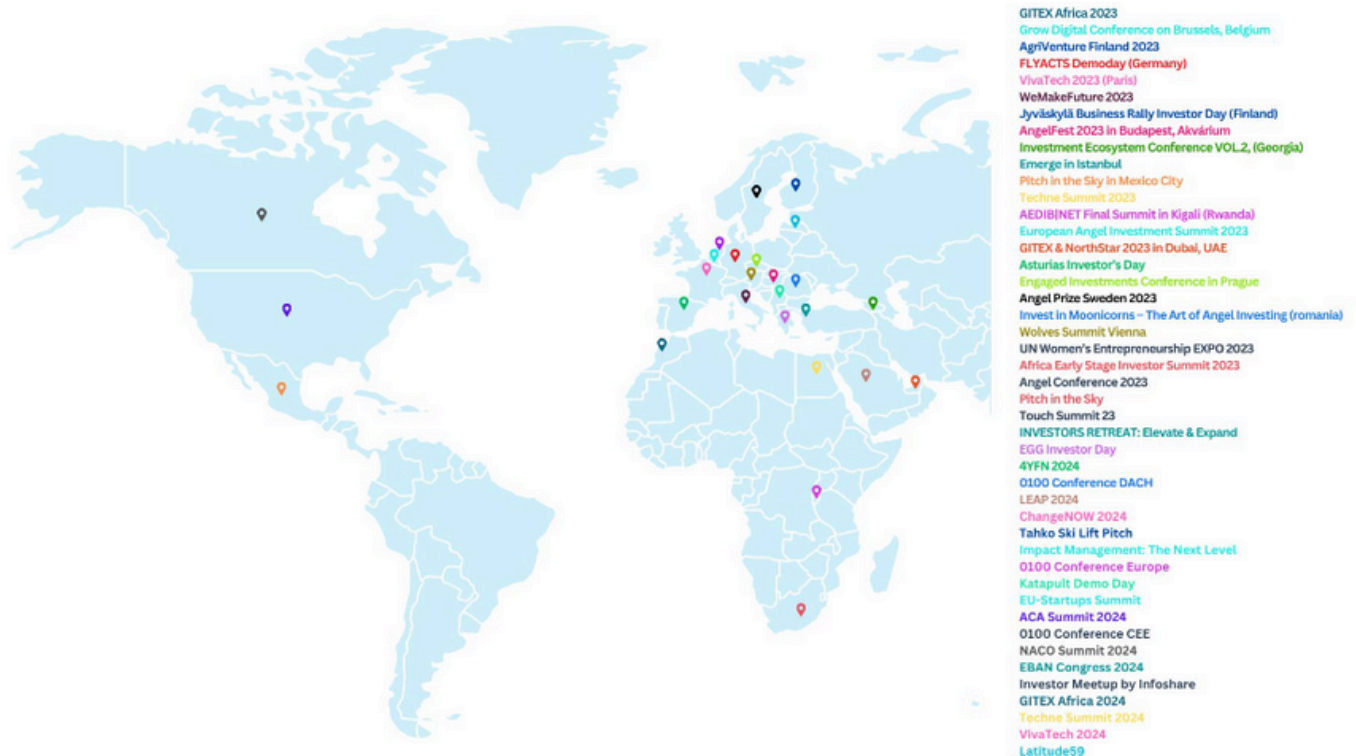 GITEX Africa 2023
Grow Digital Conference on Brussels, Belgium
AgriVenture Finland 2023
FLYACTS Demoday (Germany)
VivaTech 2023 (Paris)
WeMakeFuture 2023
Jyväskylä Business Rally Investor Day (Finland)
AngelFest 2023 in Budapest, Akvárium
Investment Ecosystem Conference VOL.2, (Georgia)
Emerge in Istanbul
Pitch in the Sky in Mexico City
Techne Summit 2023
AEDIB|NET Final Summit in Kigali (Rwanda)
European Angel Investment Summit 2023
GITEX & NorthStar 2023 in Dubai, UAE
Asturias Investor's Day
Engaged Investments Conference in Prague
Angel Prize Sweden 2023
Invest in Moonicorns – The Art of Angel Investing (romania)
Wolves Summit Vienna
UN Women's Entrepreneurship EXPO 2023
Africa Early Stage Investor Summit 2023
Angel Conference 2023
Pitch in the Sky
Touch Summit 23
INVESTORS RETREAT: Elevate & Expand
EGG Investor Day
4YFN 2024
0100 Conference DACH
LEAP 2024
ChangeNOW 2024
Tahko Ski Lift Pitch
Impact Management: The Next Level
0100 Conference Europe
Katapult Demo Day
EU-Startups Summit
ACA Summit 2024
0100 Conference CEE
NACO Summit 2024
EBAN Congress 2024
Investor Meetup by Infoshare
GITEX Africa 2024
Techne Summit 2024
VivaTech 2024
Latitude59